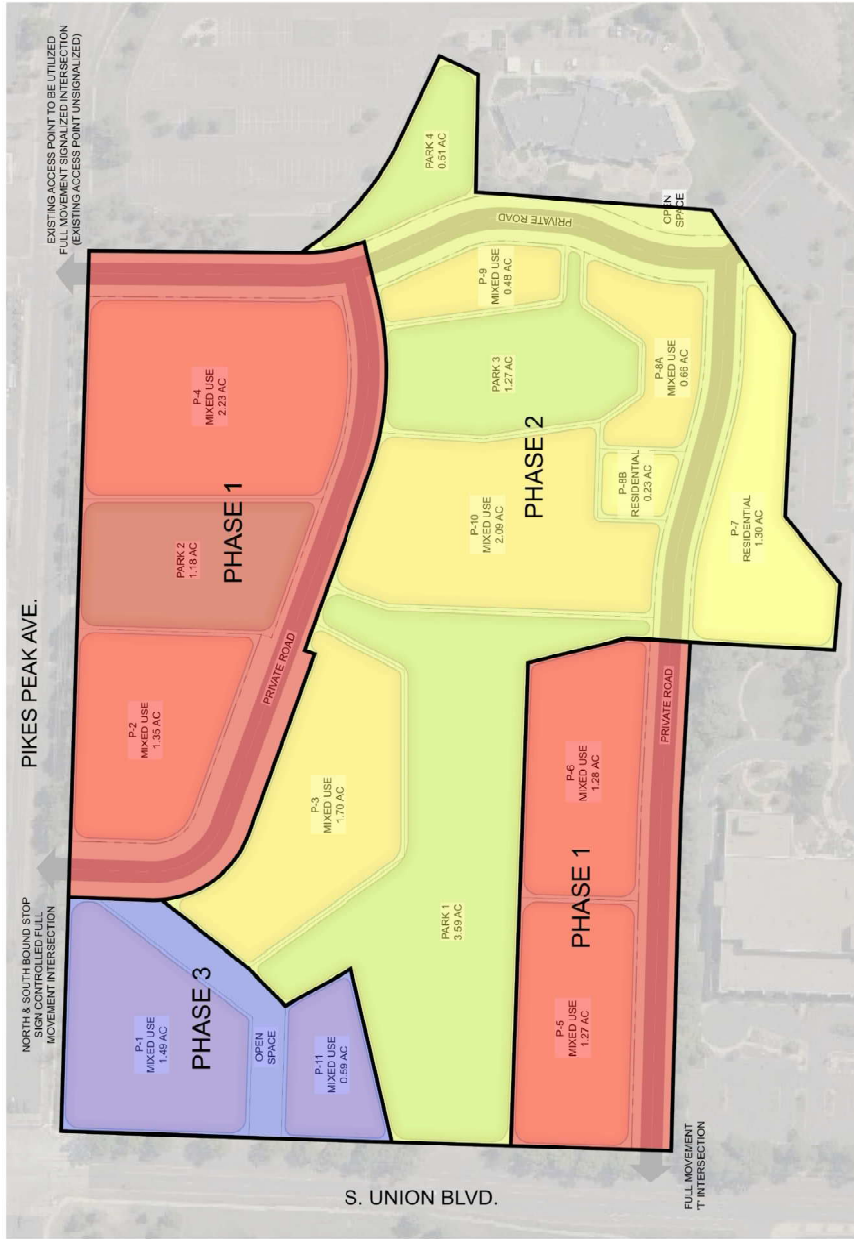 EXISTING ACCESS POINT TO BE UTILIZED
FULL MOVEMENT SIGNALIZED INTERSECTION
(EXISTING ACCESS POINT UNSIGNALIZED)
PIKES PEAK AVE.
NORTH & SOUTH BOUND STOP
SIGN CONTROLLED FULL
MOVEMENT INTERSECTION
PARK 4
0.51 AC
PRIVATE ROAD
OPEN
SPACE
P-4
MIXED USE
2.23 AC
PHASE 1
PARK 2
1.18 AC
P-2
MIXED USE
1.35 AC
PRIVATE ROAD
P-9
MIXED USE
0.48 AC
PARK 3
1.27 AC
P-8A
MIXED USE
0.66 AC
PHASE 2
P-8B
RESIDENTIAL
0.23 AC
P-10
MIXED USE
2.09 AC
P-7
RESIDENTIAL
1.30 AC
P-3
MIXED USE
1.70 AC
PARK 1
3.59 AC
P-1
MIXED USE
1.49 AC
PHASE 3
OPEN
SPACE
P-11
MIXED USE
0.59 AC
PRIVATE ROAD
P-6
MIXED USE
1.28 AC
PHASE 1
P-5
MIXED USE
1.27 AC
FULL MOVEMENT
'T' INTERSECTION
S. UNION BLVD.